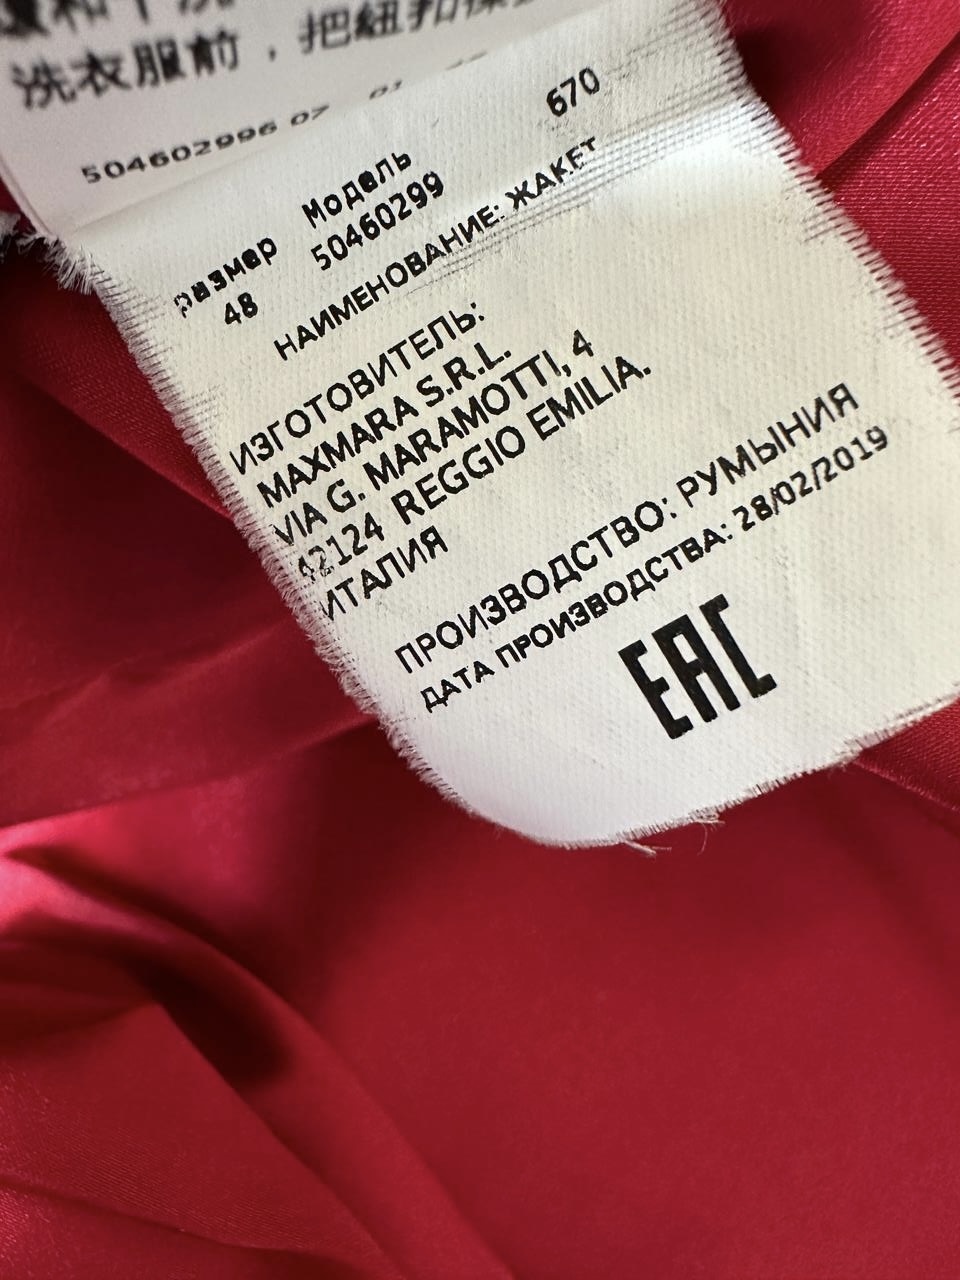 洗衣服前，把紐扣
504602996 07 01
670
размер Модель
48 50460299
НАИМЕНОВАНИЕ: ЖАКЕТ
ИЗГОТОВИТЕЛЬ:
MAXMARA S.R.L.
VIA G. MARAMOTTI, 4
42124 REGGIO EMILIA.
ИТАЛИЯ
ПРОИЗВОДСТВО: РУМЫНИЯ
ДАТА ПРОИЗВОДСТВА: 28/02/2019
EAC